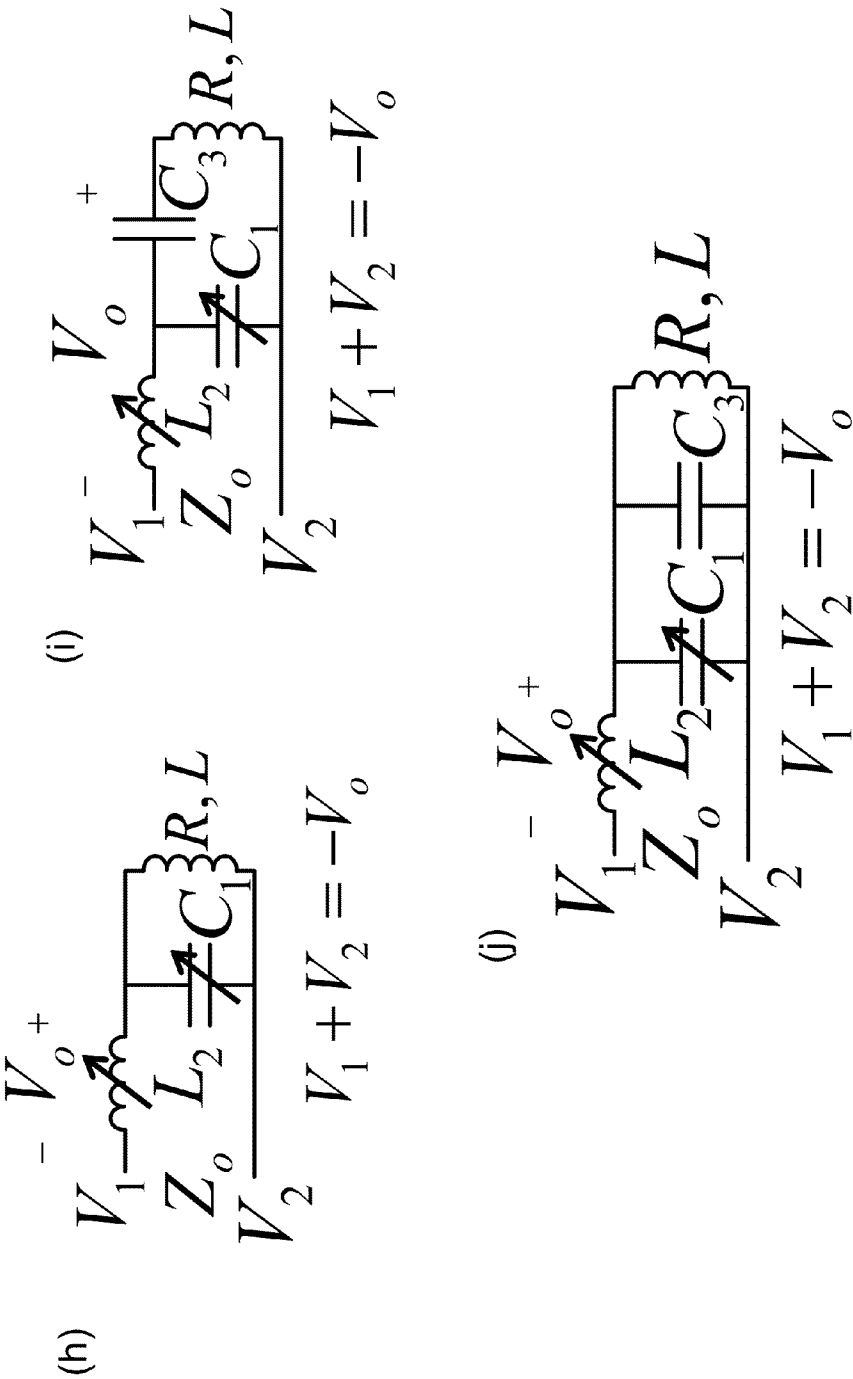 (h)
− V_o +
V_1
L_2
C_1
R, L
Z_o
V_2
V_1 + V_2 = −V_o
(i)
− V_o +
V_1
L_2
C_1
C_3
R, L
Z_o
V_2
V_1 + V_2 = −V_o
(j)
− V_o +
V_1
L_2
C_1
C_3
R, L
Z_o
V_2
V_1 + V_2 = −V_o